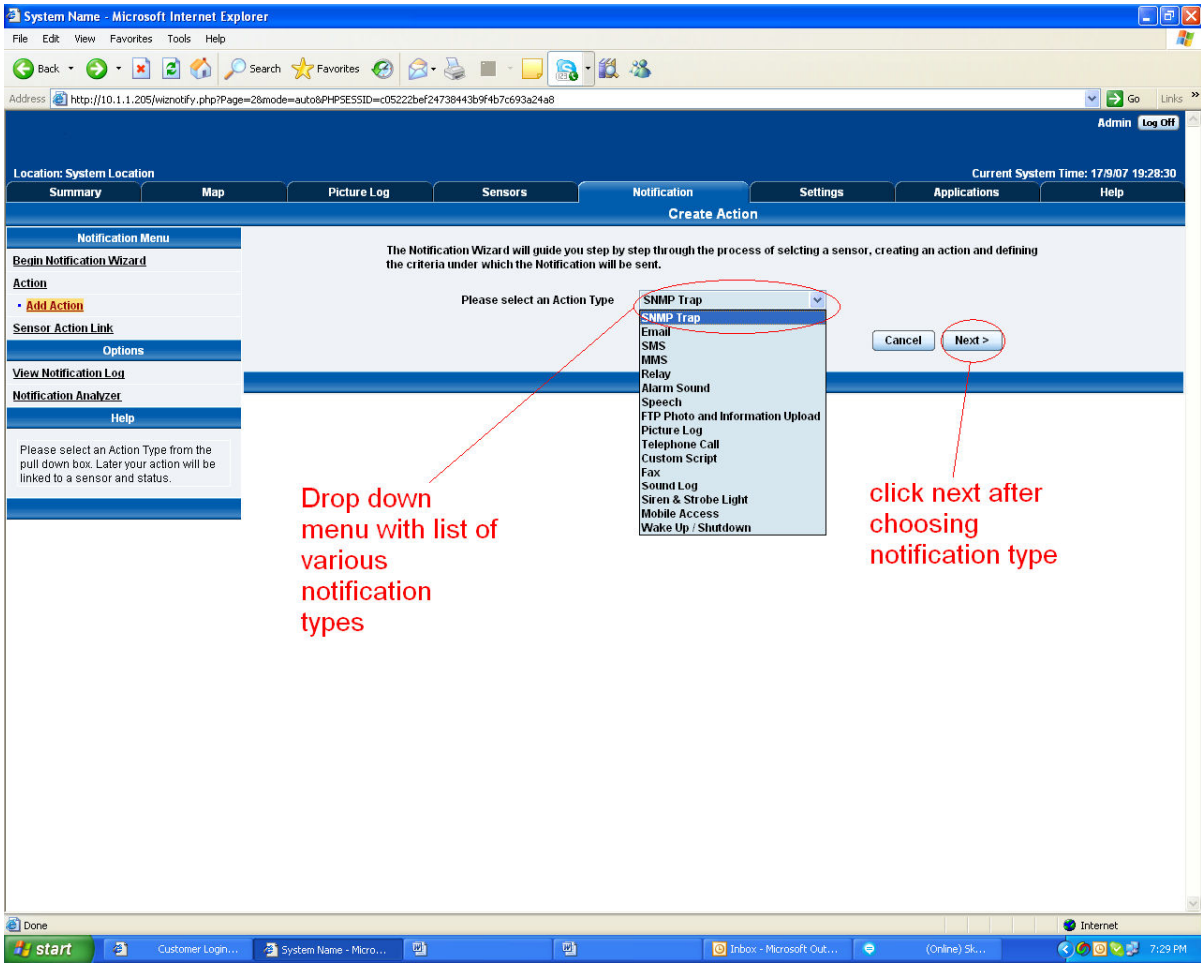 System Name - Microsoft Internet Explorer
File Edit View Favorites Tools Help
Back Search Favorites
Address http://10.1.1.205/wiznotify.php?Page=2&mode=auto&PHPSESSID=c05222bef24738443b9f4b7c693a24a8 Go Links »
Admin Log Off
Location: System Location Current System Time: 17/9/07 19:28:30
Summary Map Picture Log Sensors Notification Settings Applications Help
Create Action
Notification Menu
Begin Notification Wizard
Action
Add Action
Sensor Action Link
Options
View Notification Log
Notification Analyzer
Help
Please select an Action Type from the
pull down box. Later your action will be
linked to a sensor and status.
The Notification Wizard will guide you step by step through the process of selcting a sensor, creating an action and defining
the criteria under which the Notification will be sent.
Please select an Action Type SNMP Trap
SNMP Trap
Email
SMS
MMS
Relay
Alarm Sound
Speech
FTP Photo and Information Upload
Picture Log
Telephone Call
Custom Script
Fax
Sound Log
Siren & Strobe Light
Mobile Access
Wake Up / Shutdown
Cancel Next >
Drop down
menu with list of
various
notification
types
click next after
choosing
notification type
Done Internet
start Customer Login... System Name - Micro... Inbox - Microsoft Out... (Online) Sk... 7:29 PM